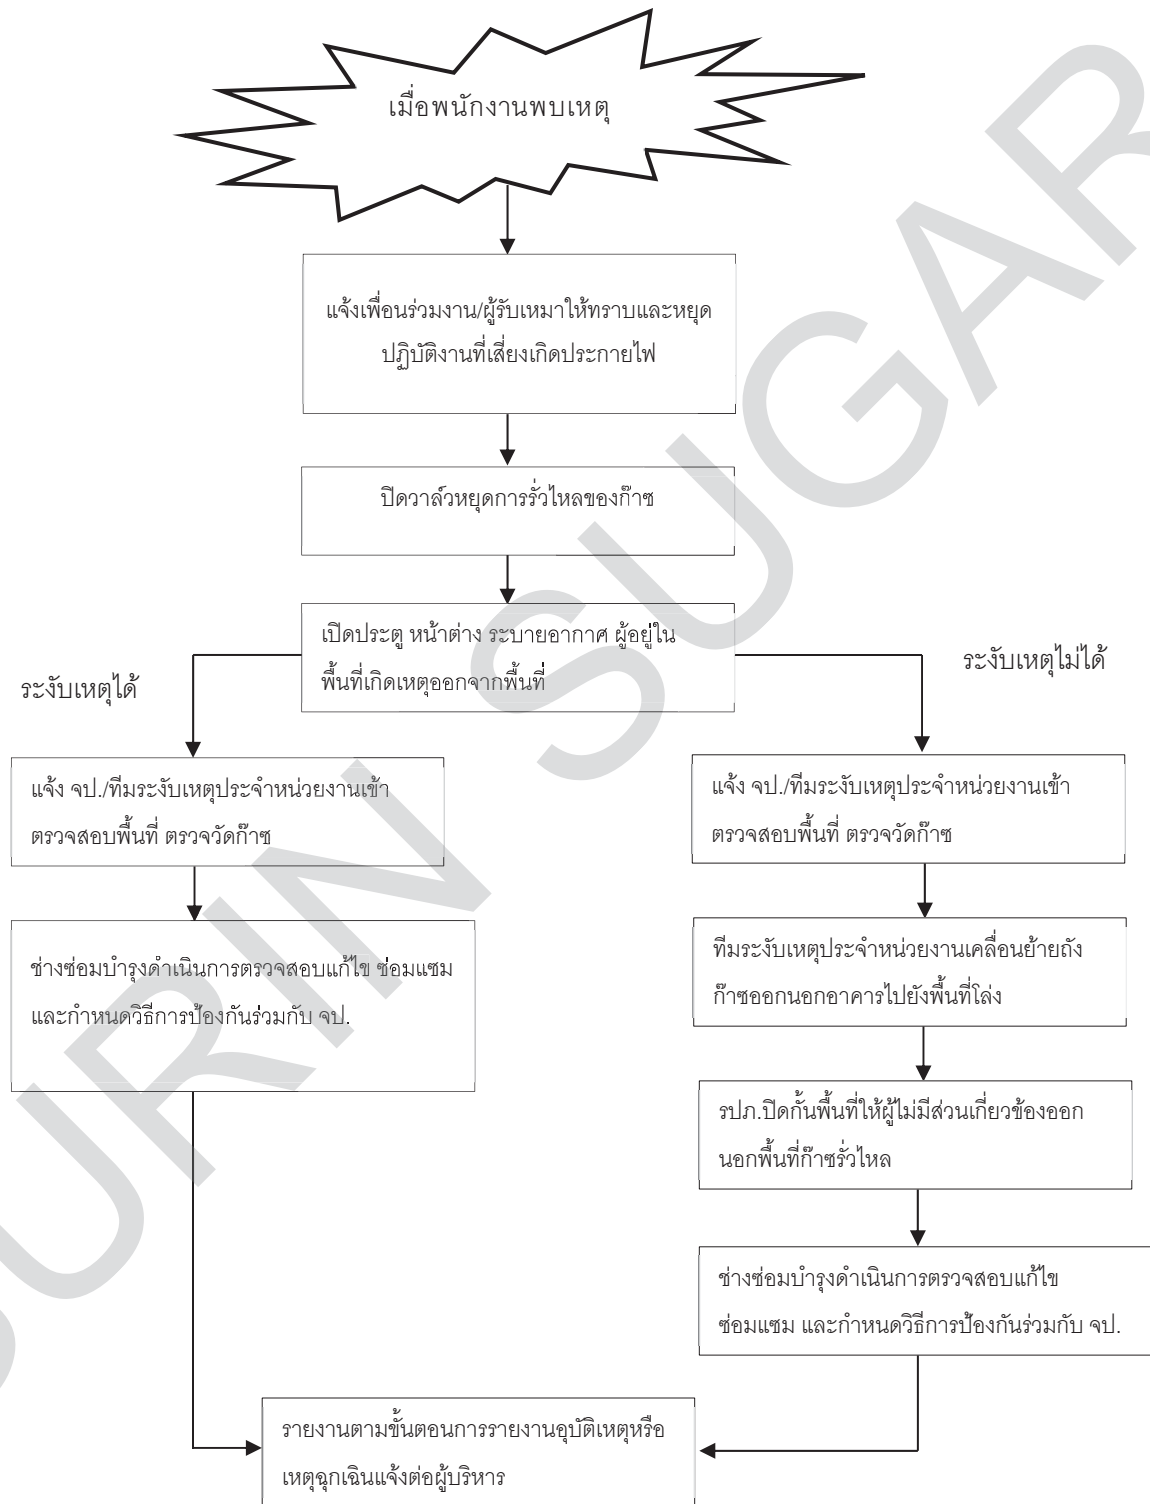 เมื่อพนักงานพบเหตุ
แจ้งเพื่อนร่วมงาน/ผู้รับเหมาให้ทราบและหยุด
ปฏิบัติงานที่เสี่ยงเกิดประกายไฟ
ปิดวาล์วหยุดการรั่วไหลของก๊าซ
เปิดประตู หน้าต่าง ระบายอากาศ ผู้อยู่ใน
พื้นที่เกิดเหตุออกจากพื้นที่
ระงับเหตุได้
ระงับเหตุไม่ได้
แจ้ง จป./ทีมระงับเหตุประจำหน่วยงานเข้า
ตรวจสอบพื้นที่ ตรวจวัดก๊าซ
ช่างซ่อมบำรุงดำเนินการตรวจสอบแก้ไข ซ่อมแซม
และกำหนดวิธีการป้องกันร่วมกับ จป.
แจ้ง จป./ทีมระงับเหตุประจำหน่วยงานเข้า
ตรวจสอบพื้นที่ ตรวจวัดก๊าซ
ทีมระงับเหตุประจำหน่วยงานเคลื่อนย้ายถัง
ก๊าซออกนอกอาคารไปยังพื้นที่โล่ง
รปภ.ปิดกั้นพื้นที่ให้ผู้ไม่มีส่วนเกี่ยวข้องออก
นอกพื้นที่ก๊าซรั่วไหล
ช่างซ่อมบำรุงดำเนินการตรวจสอบแก้ไข
ซ่อมแซม และกำหนดวิธีการป้องกันร่วมกับ จป.
รายงานตามขั้นตอนการรายงานอุบัติเหตุหรือ
เหตุฉุกเฉินแจ้งต่อผู้บริหาร
SURIN SUGAR